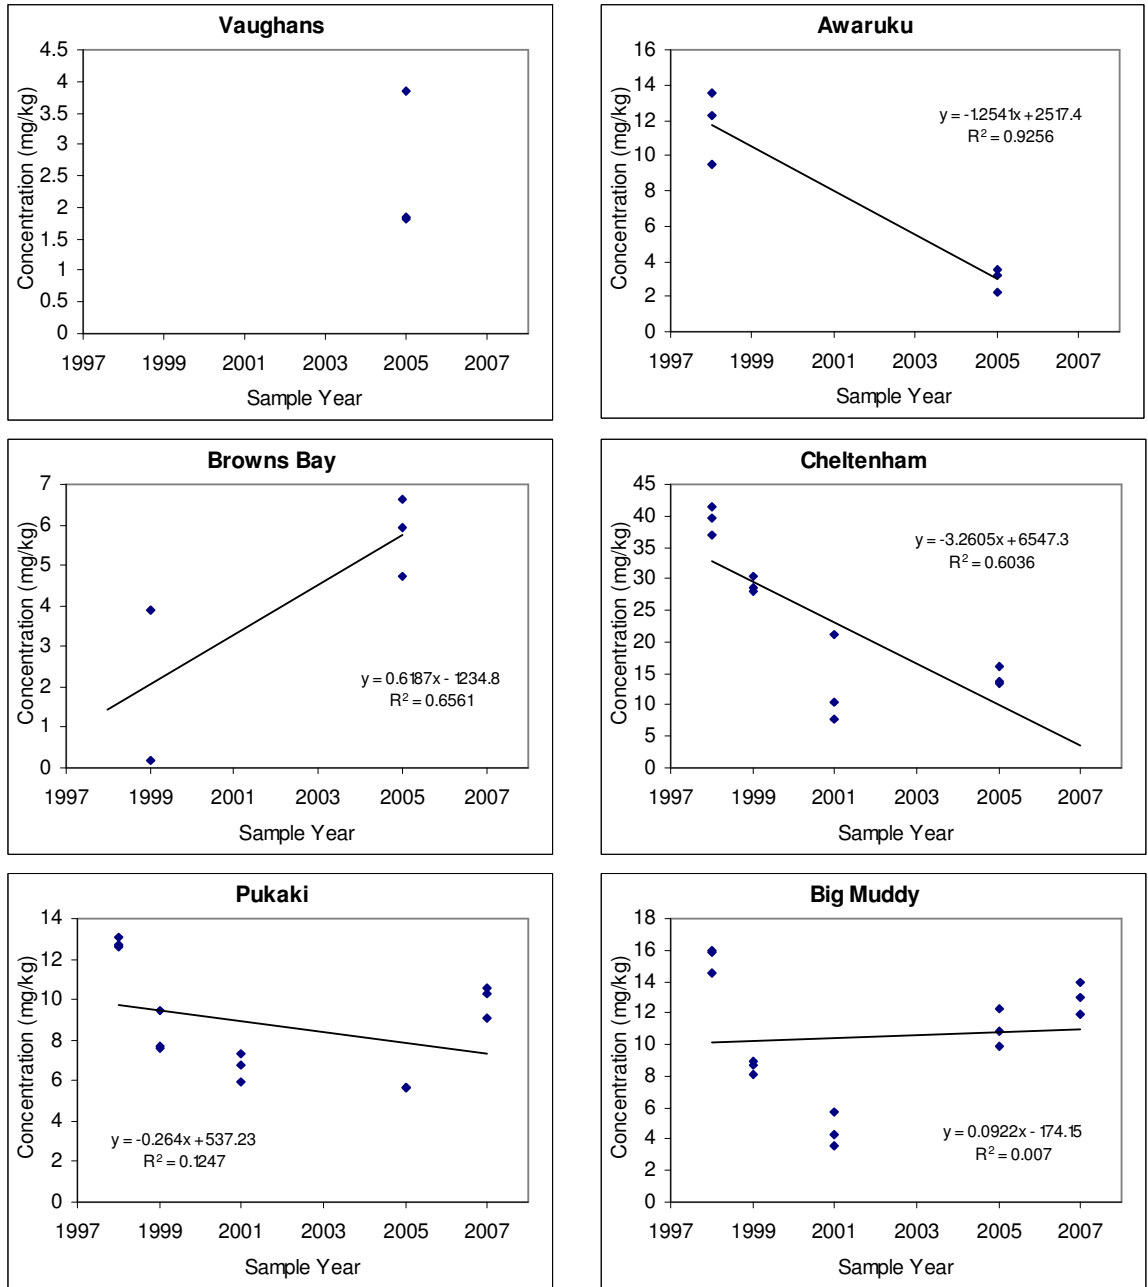 Vaughans
4.5
4
3.5
3
2.5
2
1.5
1
0.5
0
Concentration (mg/kg)
1997 1999 2001 2003 2005 2007
Sample Year
Awaruku
16
14
12
10
8
6
4
2
0
Concentration (mg/kg)
y = -1.2541x + 2517.4
R² = 0.9256
1997 1999 2001 2003 2005 2007
Sample Year
Browns Bay
7
6
5
4
3
2
1
0
Concentration (mg/kg)
y = 0.6187x - 1234.8
R² = 0.6561
1997 1999 2001 2003 2005 2007
Sample Year
Cheltenham
45
40
35
30
25
20
15
10
5
0
Concentration (mg/kg)
y = -3.2605x + 6547.3
R² = 0.6036
1997 1999 2001 2003 2005 2007
Sample Year
Pukaki
14
12
10
8
6
4
2
0
Concentration (mg/kg)
y = -0.264x + 537.23
R² = 0.1247
1997 1999 2001 2003 2005 2007
Sample Year
Big Muddy
18
16
14
12
10
8
6
4
2
0
Concentration (mg/kg)
y = 0.0922x - 174.15
R² = 0.007
1997 1999 2001 2003 2005 2007
Sample Year